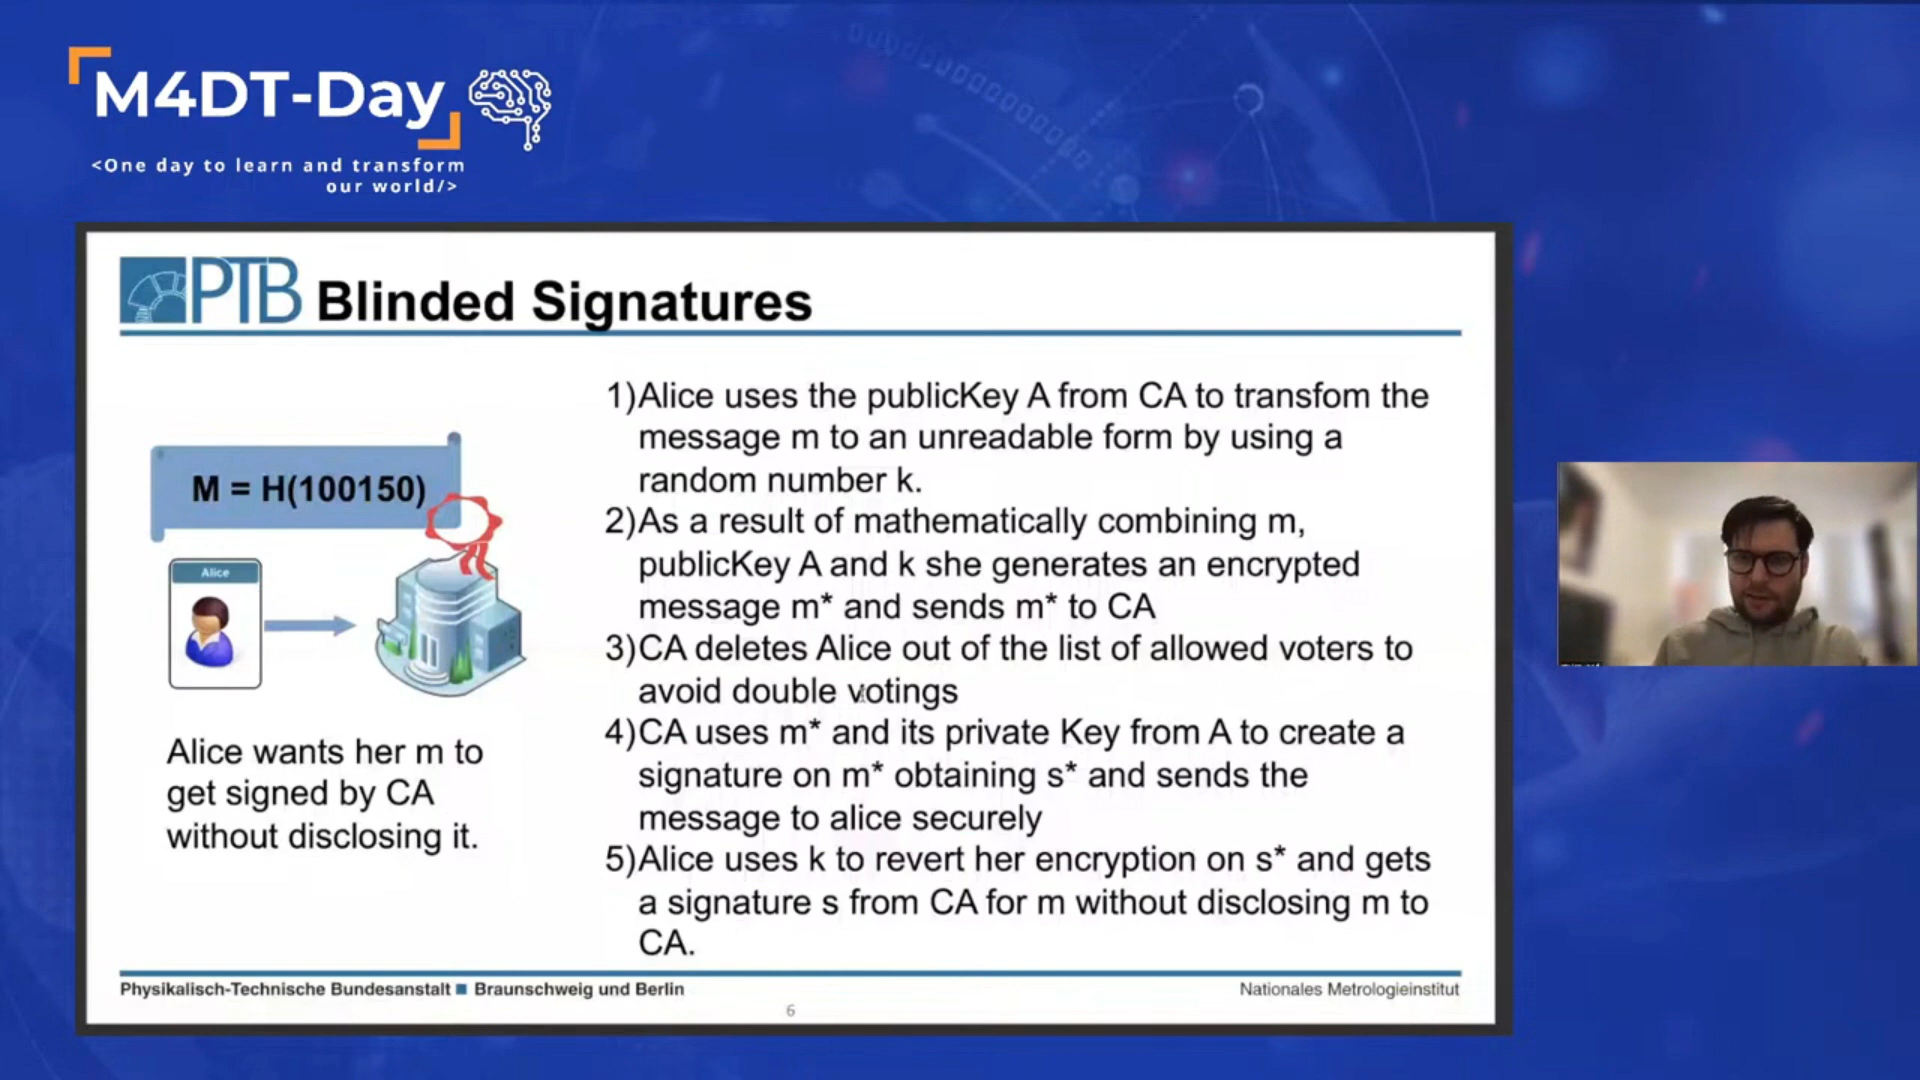 M4DT-Day
<One day to learn and transform
our world/>
PTB Blinded Signatures
M = H(100150)
Alice
Alice wants her m to
get signed by CA
without disclosing it.
1)Alice uses the publicKey A from CA to transfom the
message m to an unreadable form by using a
random number k.
2)As a result of mathematically combining m,
publicKey A and k she generates an encrypted
message m* and sends m* to CA
3)CA deletes Alice out of the list of allowed voters to
avoid double votings
4)CA uses m* and its private Key from A to create a
signature on m* obtaining s* and sends the
message to alice securely
5)Alice uses k to revert her encryption on s* and gets
a signature s from CA for m without disclosing m to
CA.
Physikalisch-Technische Bundesanstalt ■ Braunschweig und Berlin
Nationales Metrologieinstitut
6